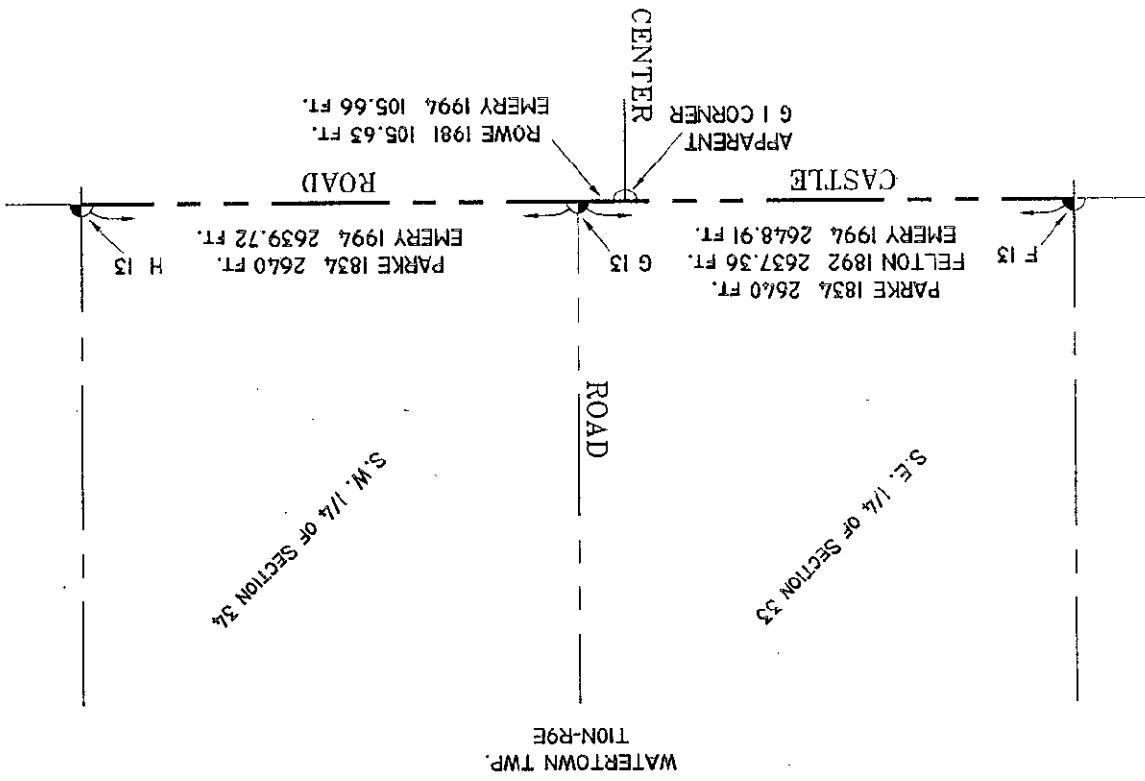 WATERTOWN TWP.
T10N-R9E
S.E. 1/4 OF SECTION 33
S.W. 1/4 OF SECTION 34
ROAD
PARKE 1834 2640 FT.
FELTON 1892 2637.36 FT.
EMERY 1994 2648.91 FT.
PARKE 1834 2640 FT.
EMERY 1994 2639.72 FT.
F 13
G 13
H 13
CASTLE
ROAD
APPARENT
G 1 CORNER
ROWE 1981 105.63 FT.
EMERY 1994 105.66 FT.
CENTER